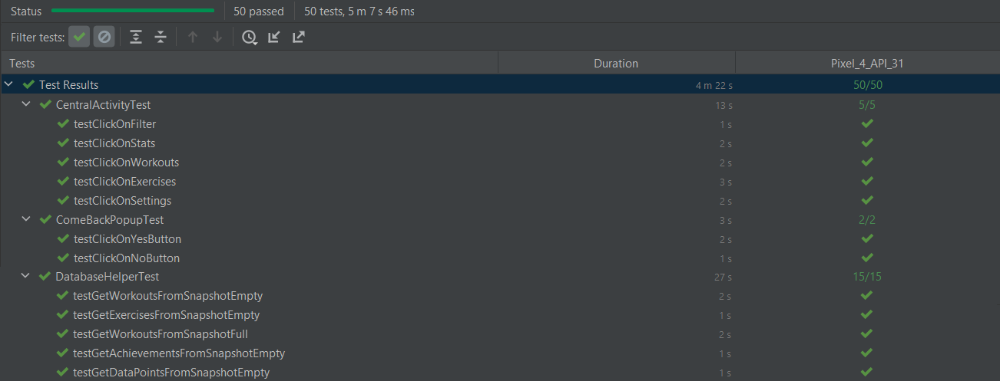 Status 50 passed 50 tests, 5 m 7 s 46 ms
Filter tests:
Tests Duration Pixel_4_API_31
Test Results 4 m 22 s 50/50
CentralActivityTest 13 s 5/5
testClickOnFilter 1 s
testClickOnStats 2 s
testClickOnWorkouts 2 s
testClickOnExercises 3 s
testClickOnSettings 2 s
ComeBackPopupTest 3 s 2/2
testClickOnYesButton 2 s
testClickOnNoButton 1 s
DatabaseHelperTest 27 s 15/15
testGetWorkoutsFromSnapshotEmpty 2 s
testGetExercisesFromSnapshotEmpty 1 s
testGetWorkoutsFromSnapshotFull 2 s
testGetAchievementsFromSnapshotEmpty 1 s
testGetDataPointsFromSnapshotEmpty 1 s